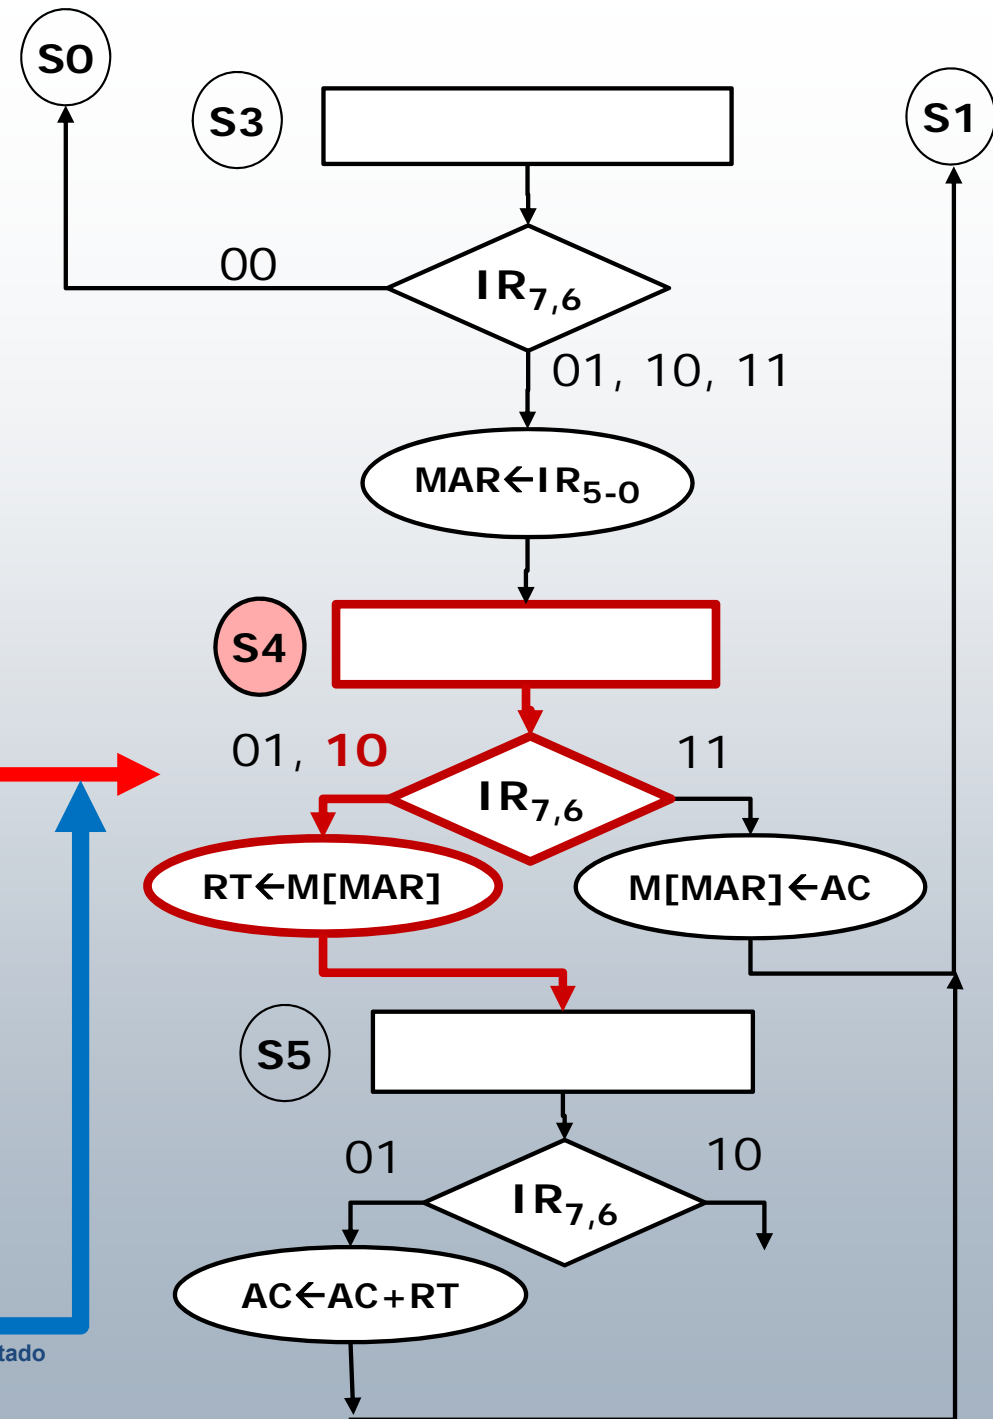 S0
S3
S1
00
IR7,6
01, 10, 11
MAR←IR5-0
S4
01, 10
11
IR7,6
RT←M[MAR]
M[MAR]←AC
S5
01
10
IR7,6
AC←AC+RT
tado